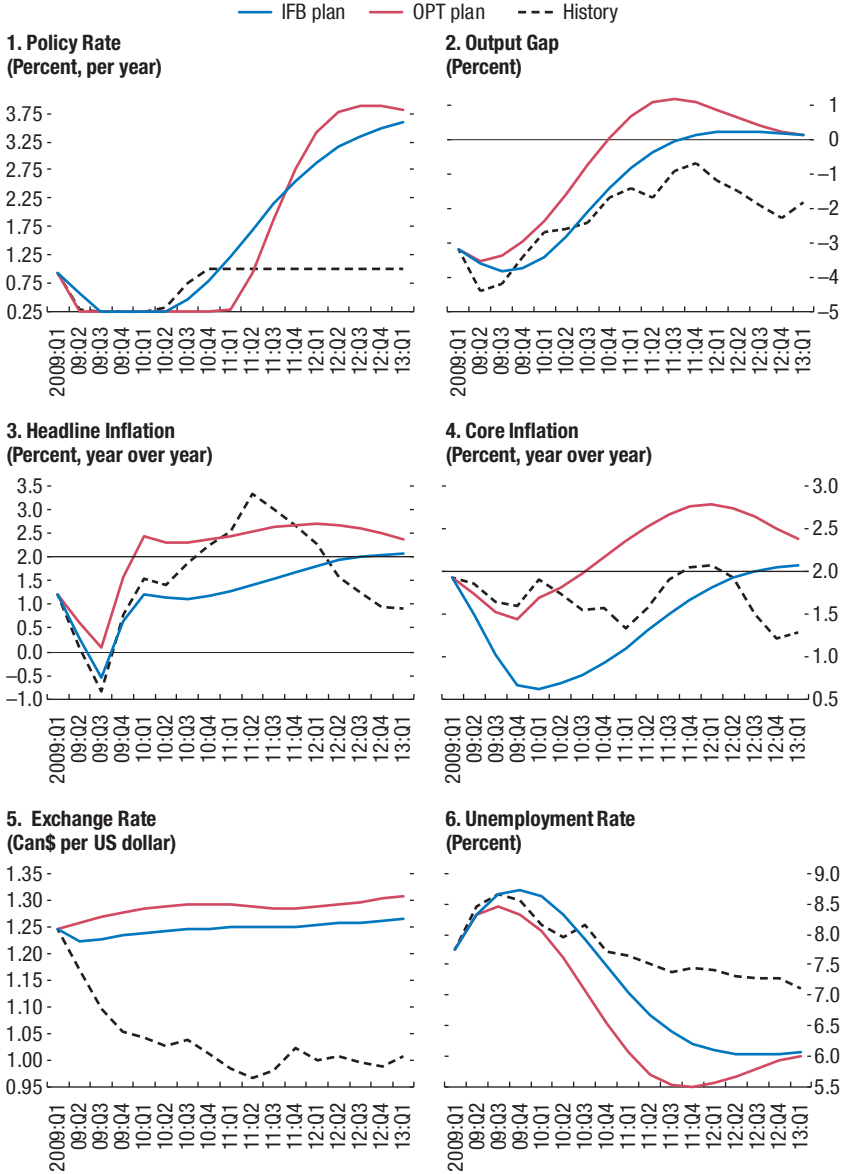 IFB plan OPT plan History
1. Policy Rate
(Percent, per year)
3.75
3.25
2.75
2.25
1.75
1.25
0.75
0.25
2009:Q1
09:Q2
09:Q3
09:Q4
10:Q1
10:Q2
10:Q3
10:Q4
11:Q1
11:Q2
11:Q3
11:Q4
12:Q1
12:Q2
12:Q3
12:Q4
13:Q1
2. Output Gap
(Percent)
1
0
–1
–2
–3
–4
–5
2009:Q1
09:Q2
09:Q3
09:Q4
10:Q1
10:Q2
10:Q3
10:Q4
11:Q1
11:Q2
11:Q3
11:Q4
12:Q1
12:Q2
12:Q3
12:Q4
13:Q1
3. Headline Inflation
(Percent, year over year)
3.5
3.0
2.5
2.0
1.5
1.0
0.5
0.0
–0.5
–1.0
2009:Q1
09:Q2
09:Q3
09:Q4
10:Q1
10:Q2
10:Q3
10:Q4
11:Q1
11:Q2
11:Q3
11:Q4
12:Q1
12:Q2
12:Q3
12:Q4
13:Q1
4. Core Inflation
(Percent, year over year)
3.0
2.5
2.0
1.5
1.0
0.5
2009:Q1
09:Q2
09:Q3
09:Q4
10:Q1
10:Q2
10:Q3
10:Q4
11:Q1
11:Q2
11:Q3
11:Q4
12:Q1
12:Q2
12:Q3
12:Q4
13:Q1
5. Exchange Rate
(Can$ per US dollar)
1.35
1.30
1.25
1.20
1.15
1.10
1.05
1.00
0.95
2009:Q1
09:Q2
09:Q3
09:Q4
10:Q1
10:Q2
10:Q3
10:Q4
11:Q1
11:Q2
11:Q3
11:Q4
12:Q1
12:Q2
12:Q3
12:Q4
13:Q1
6. Unemployment Rate
(Percent)
9.0
8.5
8.0
7.5
7.0
6.5
6.0
5.5
2009:Q1
09:Q2
09:Q3
09:Q4
10:Q1
10:Q2
10:Q3
10:Q4
11:Q1
11:Q2
11:Q3
11:Q4
12:Q1
12:Q2
12:Q3
12:Q4
13:Q1